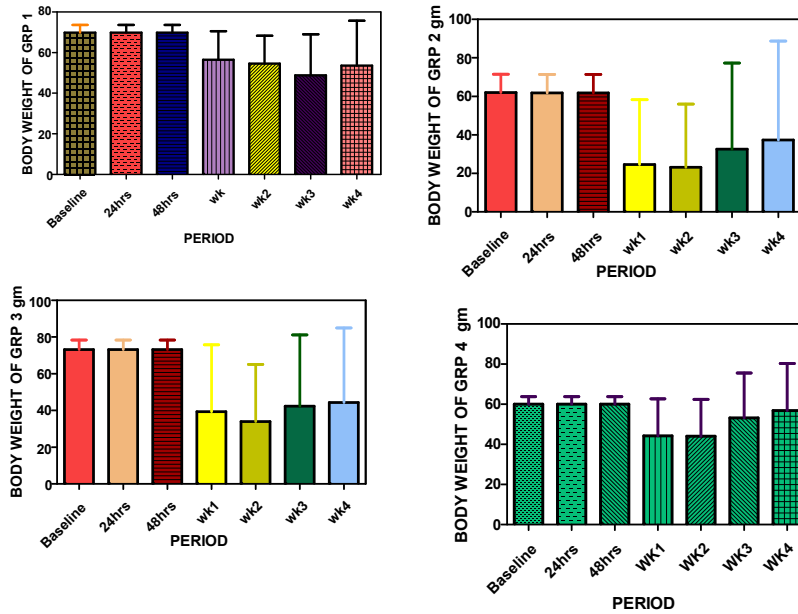 BODY WEIGHT OF GRP 1
80
60
40
20
0
Baseline
24hrs
48hrs
wk
wk2
wk3
wk4
PERIOD
BODY WEIGHT OF GRP 2 gm
100
80
60
40
20
0
Baseline
24hrs
48hrs
wk1
wk2
wk3
wk4
PERIOD
BODY WEIGHT OF GRP 3 gm
100
80
60
40
20
0
Baseline
24hrs
48hrs
wk1
wk2
wk3
wk4
PERIOD
BODY WEIGHT OF GRP 4 gm
100
80
60
40
20
0
Baseline
24hrs
48hrs
WK1
WK2
WK3
WK4
PERIOD